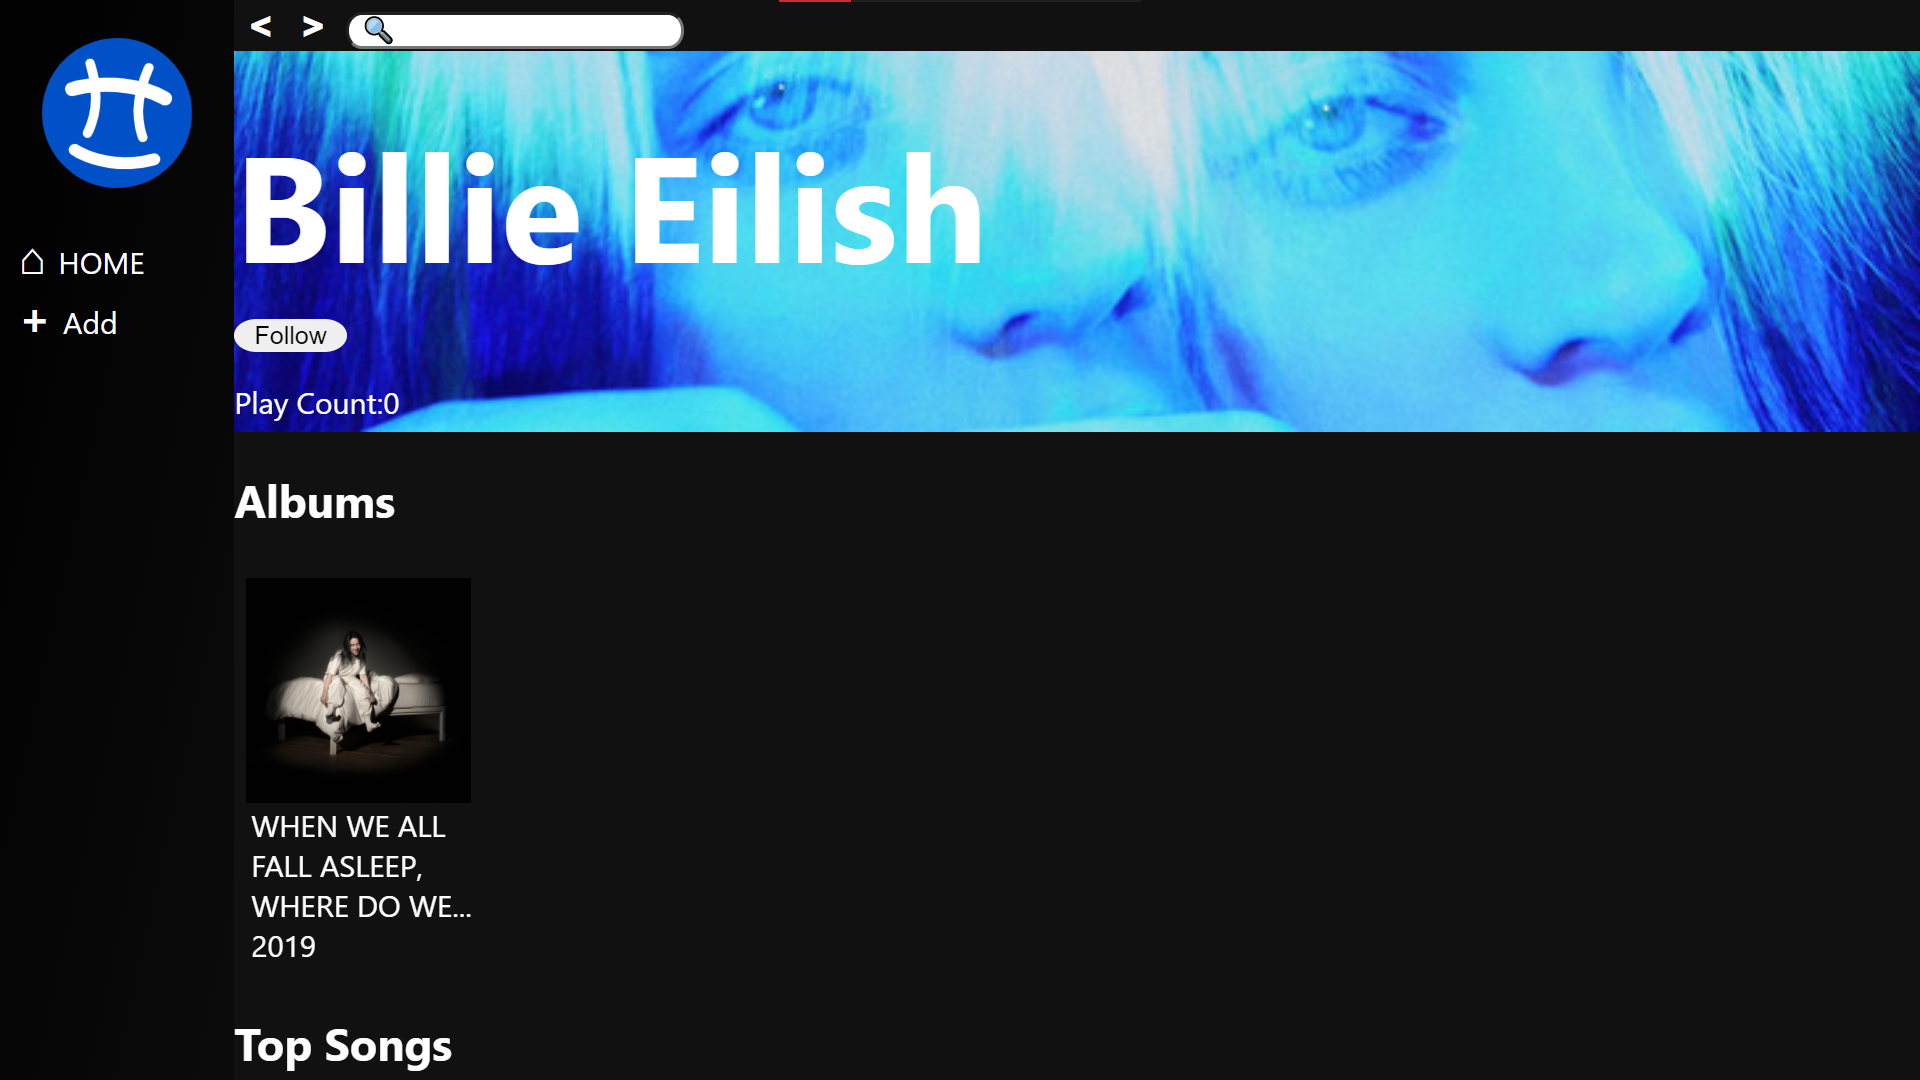 < >
HOME
+ Add
Billie Eilish
Follow
Play Count:0
Albums
WHEN WE ALL
FALL ASLEEP,
WHERE DO WE...
2019
Top Songs